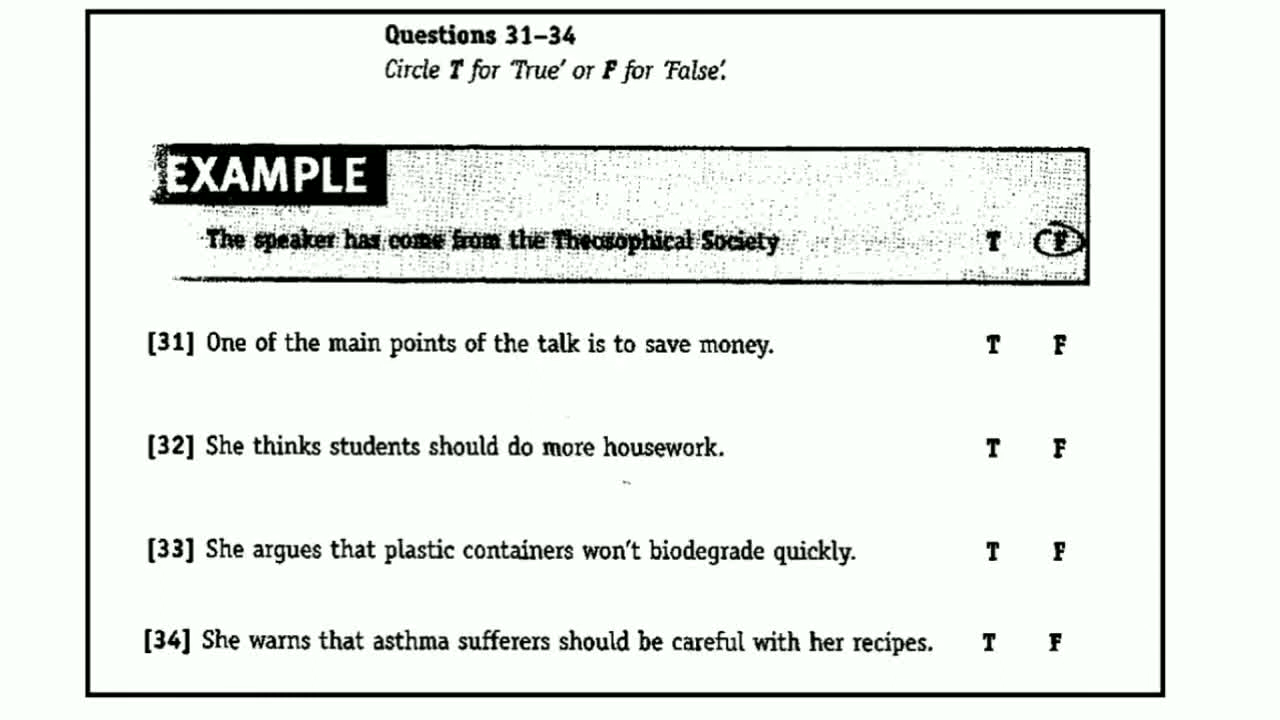 Questions 31–34
Circle T for 'True' or F for 'False'.
EXAMPLE
The speaker has come from the Theosophical Society T F
[31] One of the main points of the talk is to save money. T F
[32] She thinks students should do more housework. T F
[33] She argues that plastic containers won't biodegrade quickly. T F
[34] She warns that asthma sufferers should be careful with her recipes. T F